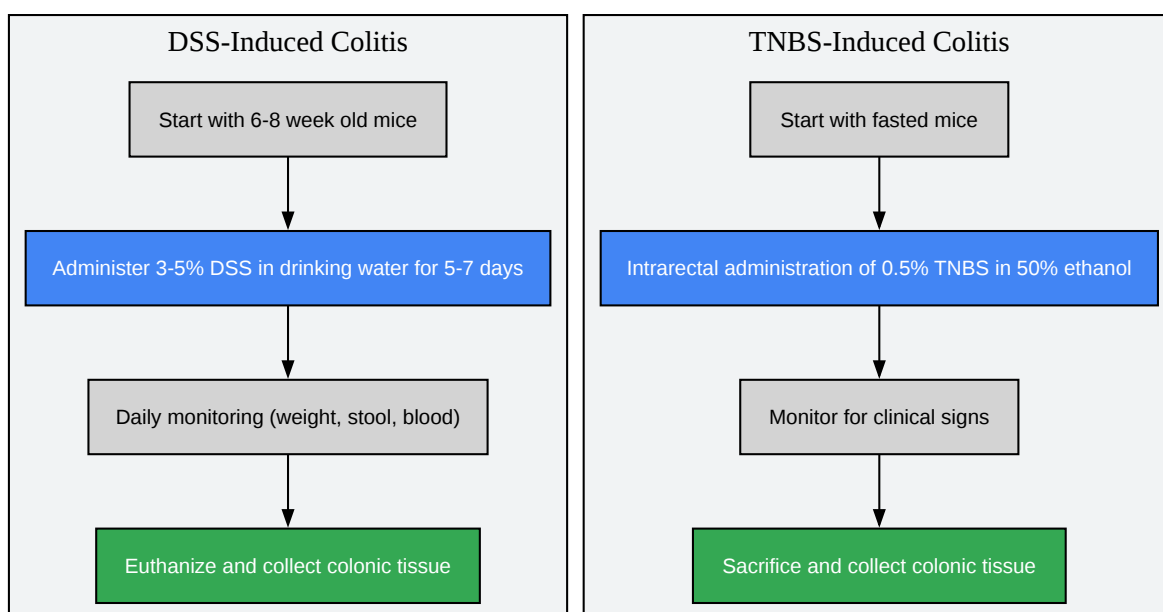 DSS-Induced Colitis
Start with 6-8 week old mice
Administer 3-5% DSS in drinking water for 5-7 days
Daily monitoring (weight, stool, blood)
Euthanize and collect colonic tissue
TNBS-Induced Colitis
Start with fasted mice
Intrarectal administration of 0.5% TNBS in 50% ethanol
Monitor for clinical signs
Sacrifice and collect colonic tissue